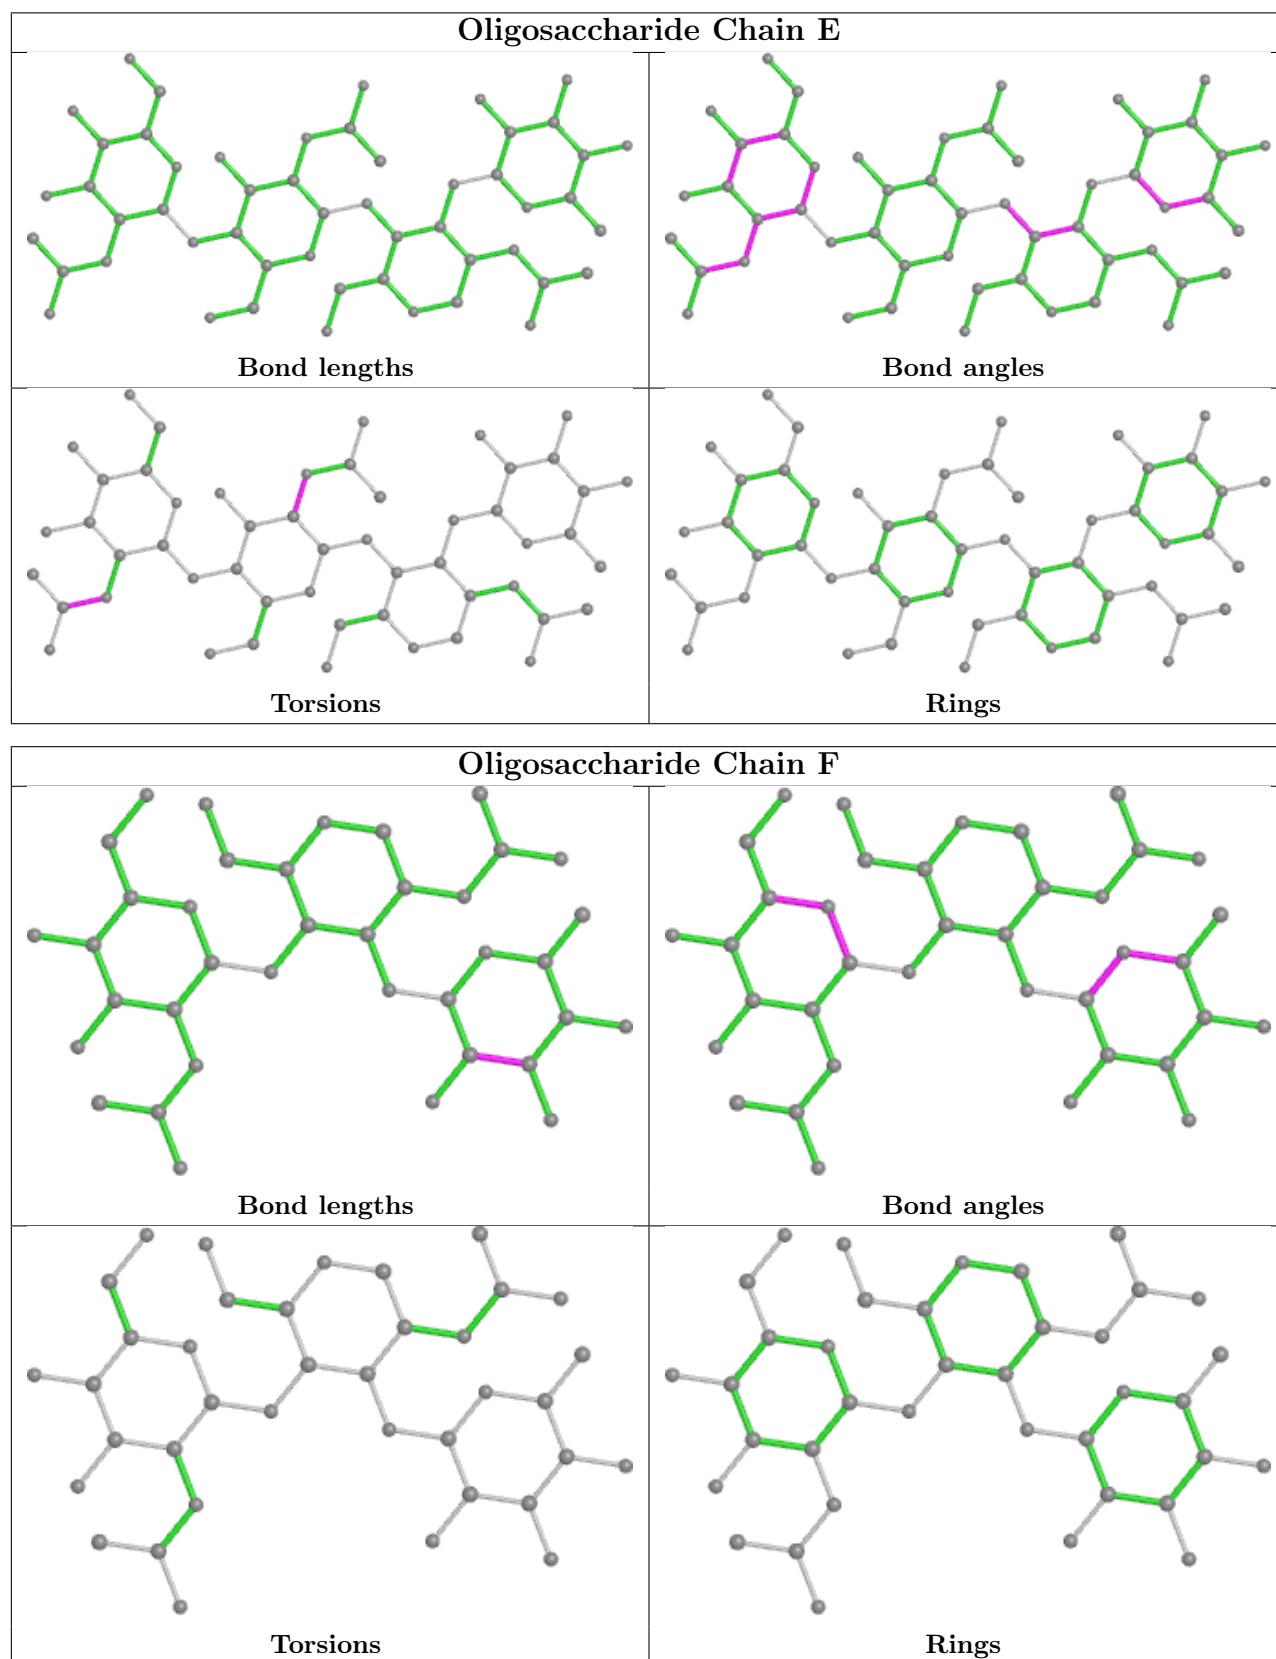 Oligosaccharide Chain E
Bond lengths
Bond angles
Torsions
Rings
Oligosaccharide Chain F
Bond lengths
Bond angles
Torsions
Rings